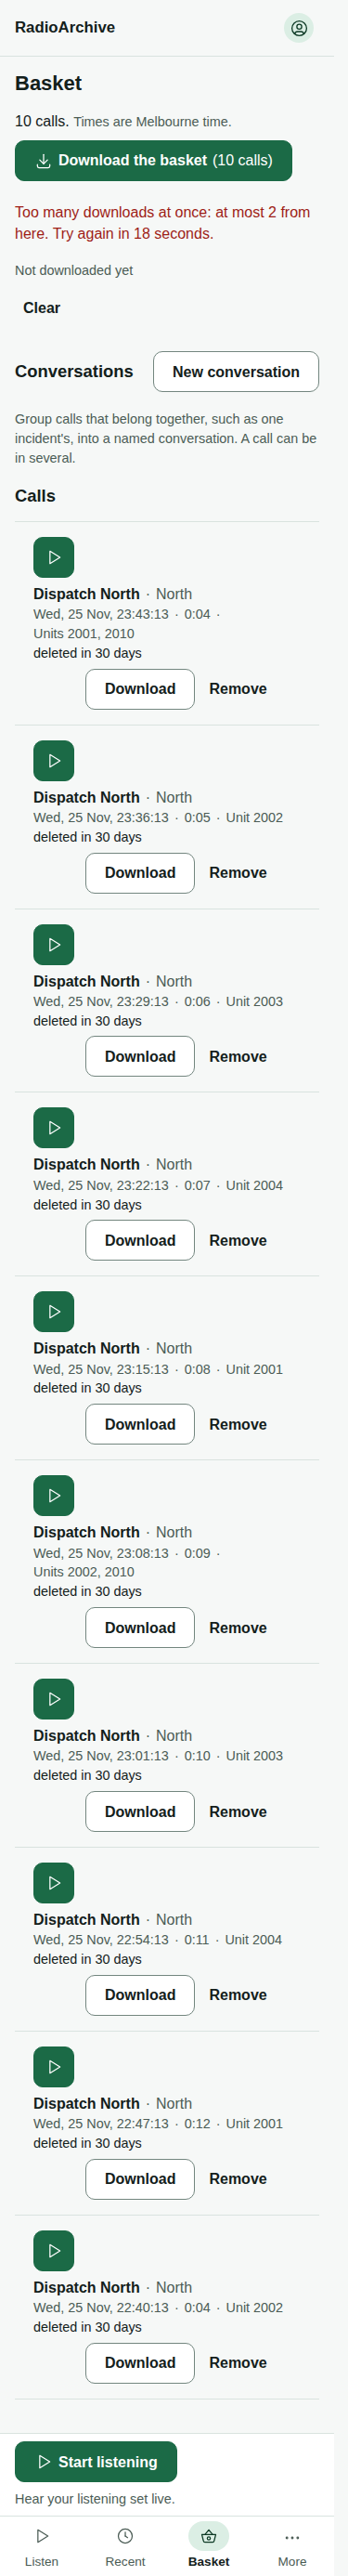 RadioArchive
Basket
10 calls. Times are Melbourne time.
Download the basket (10 calls)
Too many downloads at once: at most 2 from
here. Try again in 18 seconds.
Not downloaded yet
Clear
Conversations
New conversation
Group calls that belong together, such as one
incident's, into a named conversation. A call can be
in several.
Calls
Dispatch North · North
Wed, 25 Nov, 23:43:13 · 0:04 ·
Units 2001, 2010
deleted in 30 days
Download Remove
Dispatch North · North
Wed, 25 Nov, 23:36:13 · 0:05 · Unit 2002
deleted in 30 days
Download Remove
Dispatch North · North
Wed, 25 Nov, 23:29:13 · 0:06 · Unit 2003
deleted in 30 days
Download Remove
Dispatch North · North
Wed, 25 Nov, 23:22:13 · 0:07 · Unit 2004
deleted in 30 days
Download Remove
Dispatch North · North
Wed, 25 Nov, 23:15:13 · 0:08 · Unit 2001
deleted in 30 days
Download Remove
Dispatch North · North
Wed, 25 Nov, 23:08:13 · 0:09 ·
Units 2002, 2010
deleted in 30 days
Download Remove
Dispatch North · North
Wed, 25 Nov, 23:01:13 · 0:10 · Unit 2003
deleted in 30 days
Download Remove
Dispatch North · North
Wed, 25 Nov, 22:54:13 · 0:11 · Unit 2004
deleted in 30 days
Download Remove
Dispatch North · North
Wed, 25 Nov, 22:47:13 · 0:12 · Unit 2001
deleted in 30 days
Download Remove
Dispatch North · North
Wed, 25 Nov, 22:40:13 · 0:04 · Unit 2002
deleted in 30 days
Download Remove
Start listening
Hear your listening set live.
Listen Recent Basket More